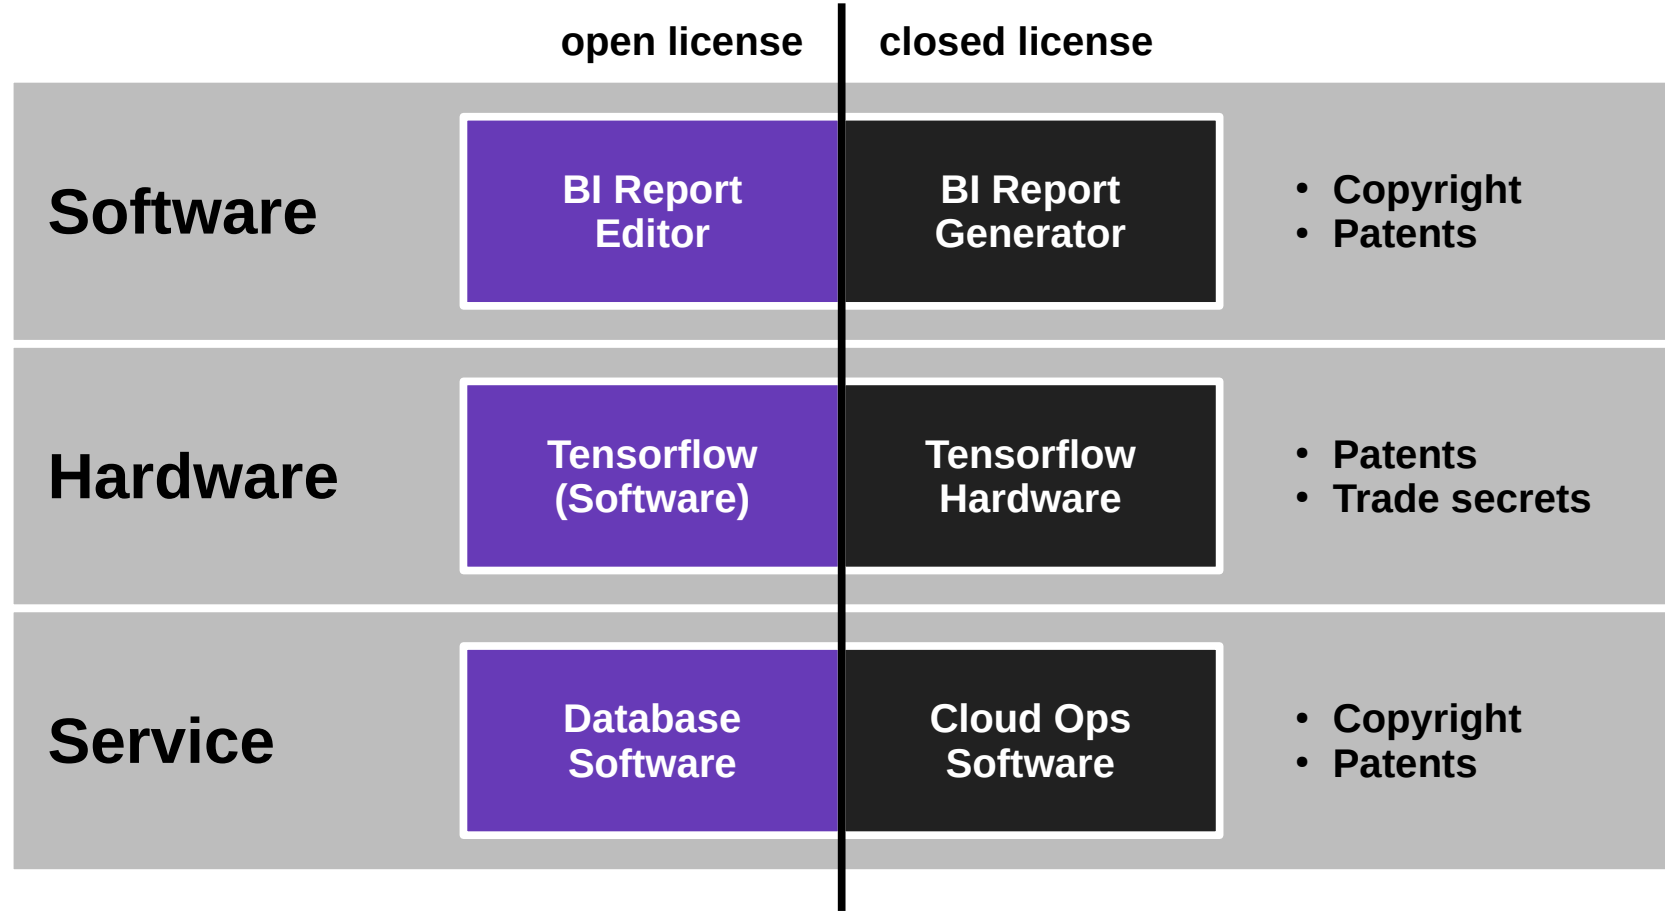 open license
closed license
Software
BI Report
Editor
BI Report
Generator
• Copyright
• Patents
Hardware
Tensorflow
(Software)
Tensorflow
Hardware
• Patents
• Trade secrets
Service
Database
Software
Cloud Ops
Software
• Copyright
• Patents